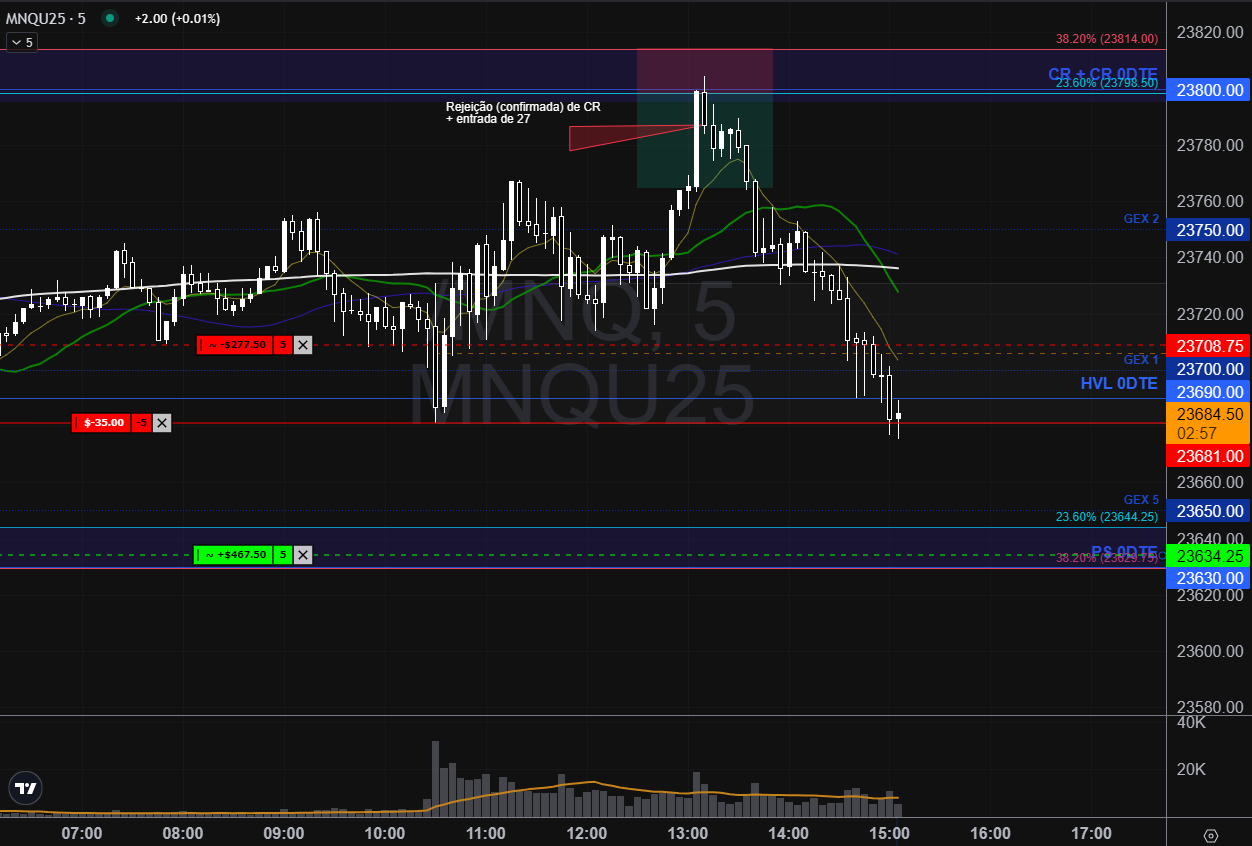 MNQU25 · 5 +2.00 (+0.01%)
5
38.20% (23814.00)
23820.00
CR + CR 0DTE
23.60% (23798.50)
23800.00
Rejeição (confirmada) de CR
+ entrada de 27
23780.00
23760.00
GEX 2
23750.00
23740.00
23720.00
MNQ, 5
MNQU25
~ -$277.50 5
23708.75
GEX 1
23700.00
HVL 0DTE
23690.00
23684.50
02:57
$-35.00 -5
23681.00
23660.00
GEX 5
23650.00
23.60% (23644.25)
23640.00
PS 0DTE
~ +$467.50 5
38.20% (23629.75)
23634.25
23630.00
23620.00
23600.00
23580.00
40K
20K
07:00 08:00 09:00 10:00 11:00 12:00 13:00 14:00 15:00 16:00 17:00